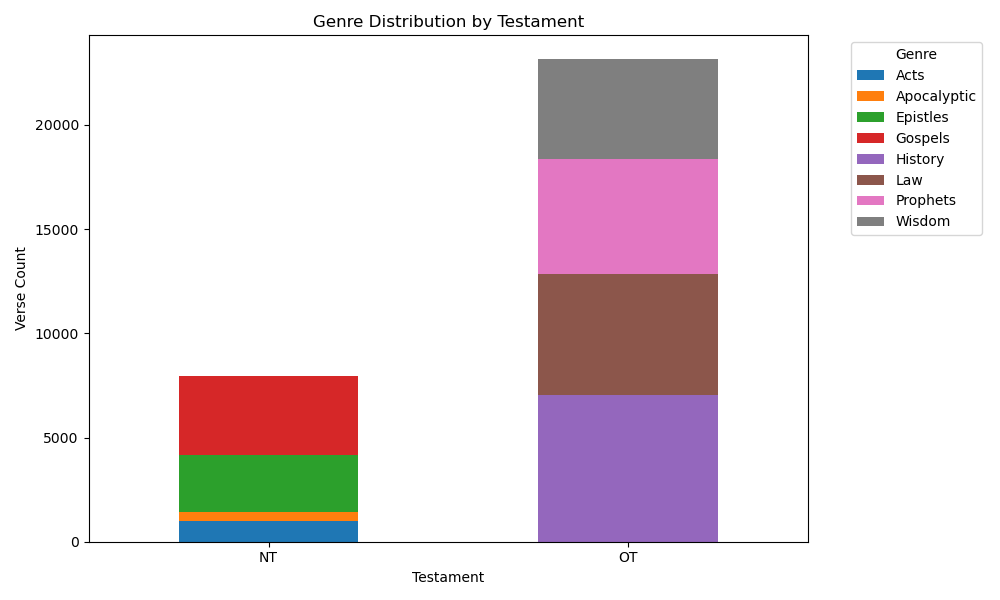 Genre Distribution by Testament
Genre
Acts
Apocalyptic
Epistles
Gospels
History
Law
Prophets
Wisdom
Verse Count
20000
15000
10000
5000
0
NT
OT
Testament